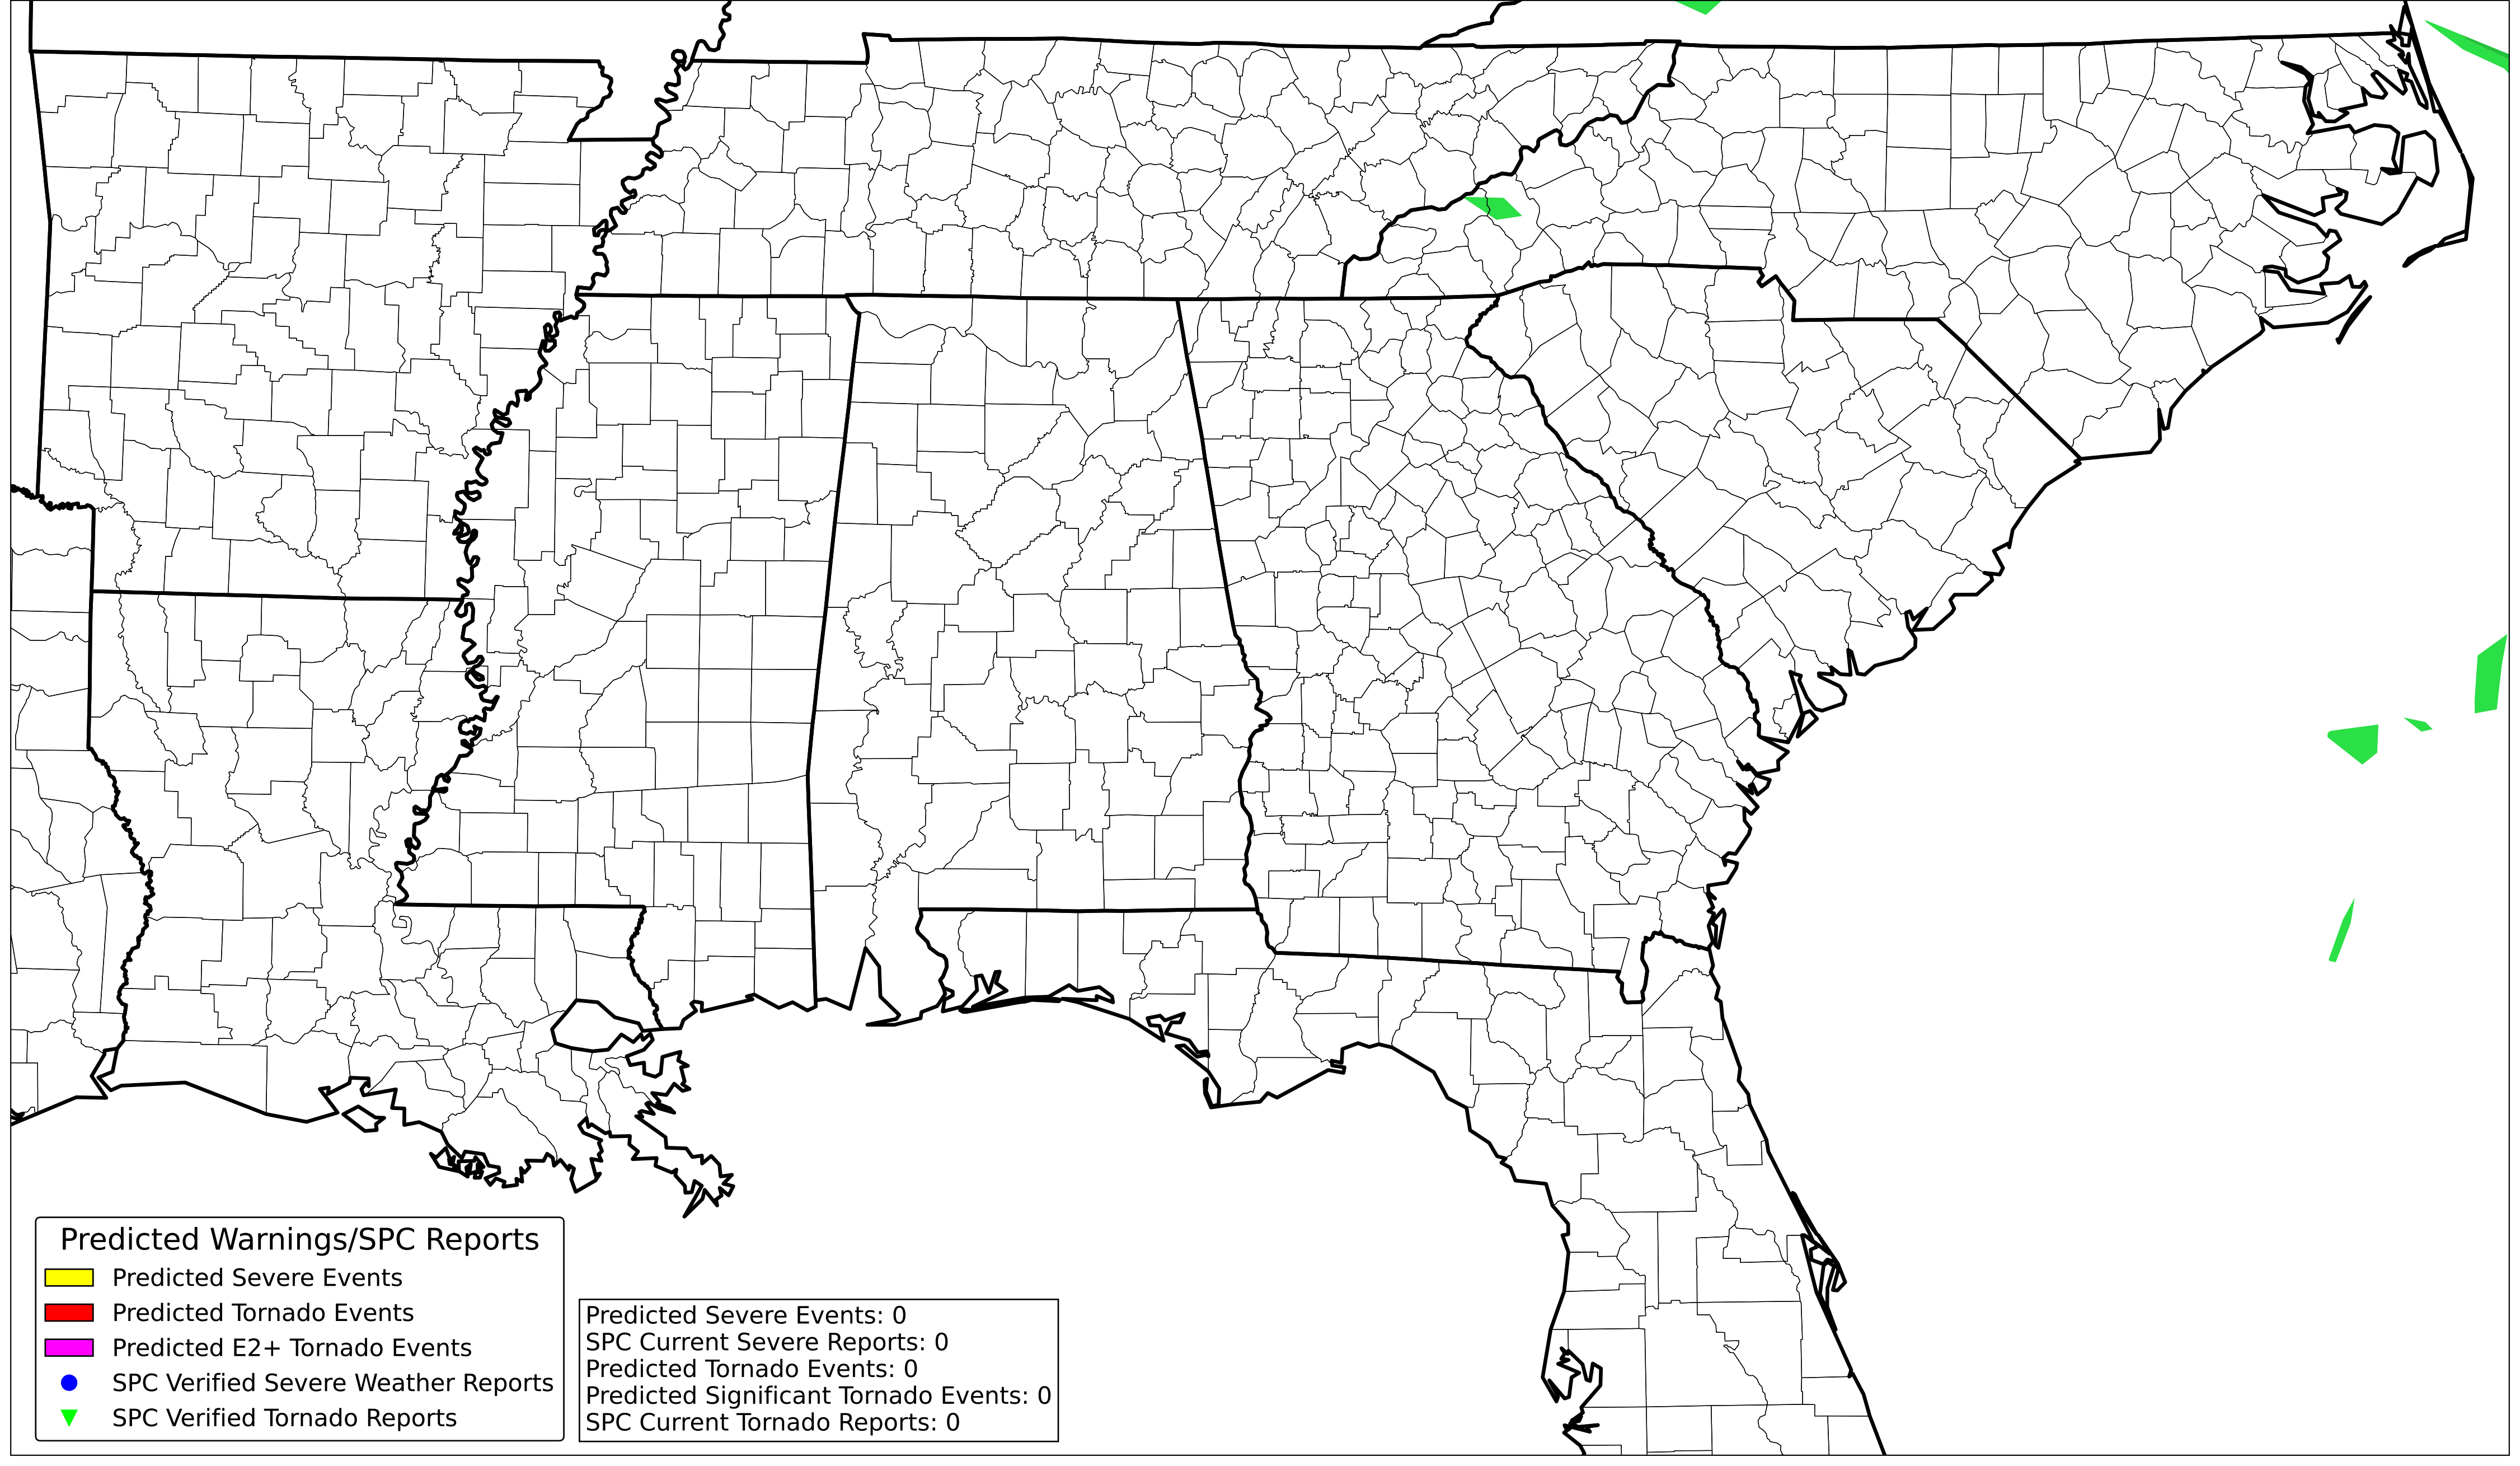 Predicted Warnings/SPC Reports
Predicted Severe Events
Predicted Tornado Events
Predicted E2+ Tornado Events
SPC Verified Severe Weather Reports
SPC Verified Tornado Reports
Predicted Severe Events: 0
SPC Current Severe Reports: 0
Predicted Tornado Events: 0
Predicted Significant Tornado Events: 0
SPC Current Tornado Reports: 0